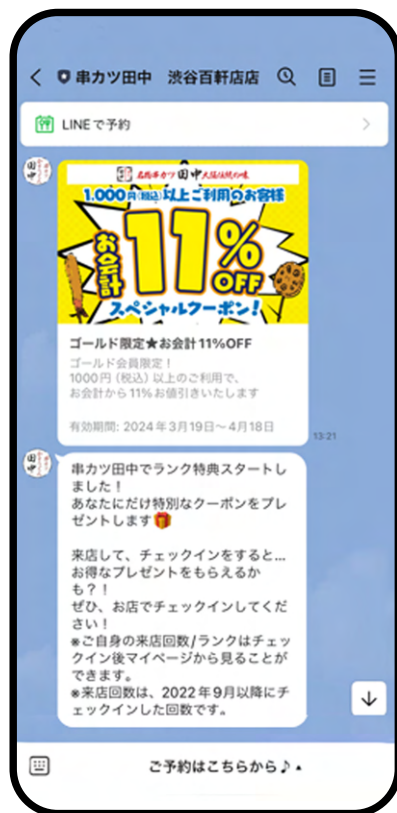 串カツ田中 渋谷百軒店店
LINEで予約
名物串カツ田中大阪伝統の味
1,000円(税込)以上ご利用のお客様
お会計
11%
OFF
スペシャルクーポン!
ゴールド限定★お会計11%OFF
ゴールド会員限定!
1000円(税込)以上のご利用で、
お会計から11%お値引きいたします
有効期間: 2024年3月19日~4月18日
13:21
串カツ田中でランク特典スタートし
ました!
あなたにだけ特別なクーポンをプレ
ゼントします🎁
来店して、チェックインをすると...
お得なプレゼントをもらえるか
も?!
ぜひ、お店でチェックインしてくだ
さい!
※ご自身の来店回数/ランクはチェッ
クイン後マイページから見ることが
できます。
※来店回数は、2022年9月以降にチ
ェックインした回数です。
ご予約はこちらから♪▲